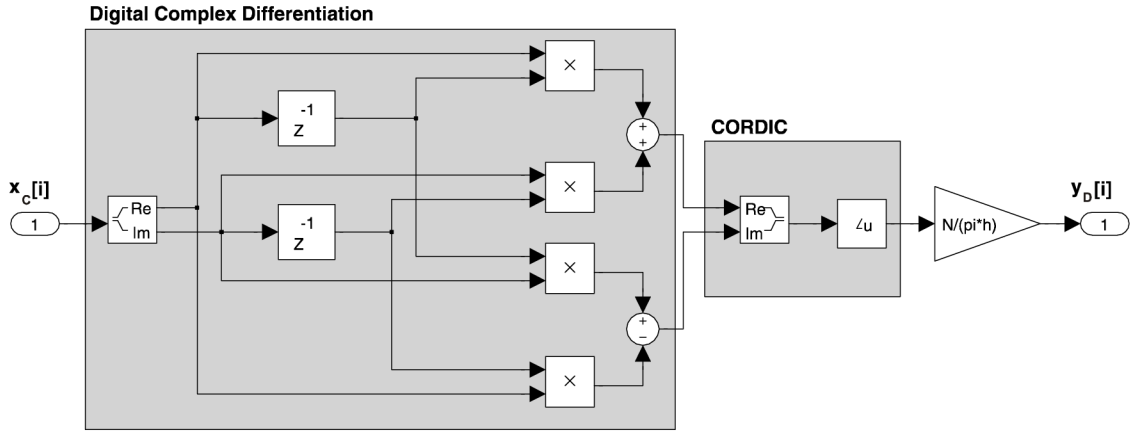 Digital Complex Differentiation
×
-1
Z
+
+
CORDIC
x_C[i]
1
Re
Im
×
-1
Z
Re
Im
∠u
N/(pi*h)
y_D[i]
1
×
+
−
×